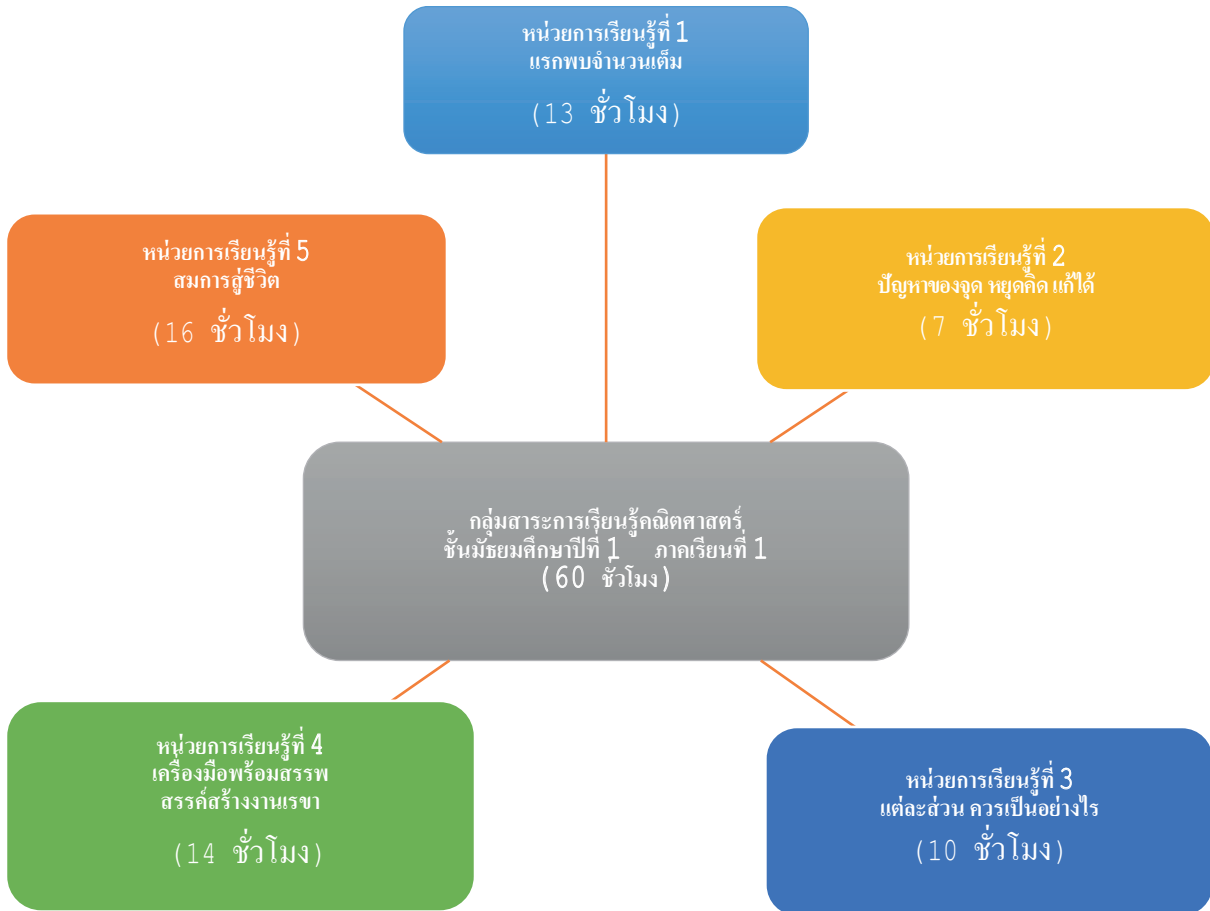 หน่วยการเรียนรู้ที่ 1
แรกพบจำนวนเต็ม
(13 ชั่วโมง)
หน่วยการเรียนรู้ที่ 5
สมการสู่ชีวิต
(16 ชั่วโมง)
หน่วยการเรียนรู้ที่ 2
ปัญหาของจุด หยุดคิด แก้ได้
(7 ชั่วโมง)
กลุ่มสาระการเรียนรู้คณิตศาสตร์
ชั้นมัธยมศึกษาปีที่ 1 ภาคเรียนที่ 1
(60 ชั่วโมง)
หน่วยการเรียนรู้ที่ 4
เครื่องมือพร้อมสรรพ
สรรค์สร้างงานเรขา
(14 ชั่วโมง)
หน่วยการเรียนรู้ที่ 3
แต่ละส่วน ควรเป็นอย่างไร
(10 ชั่วโมง)